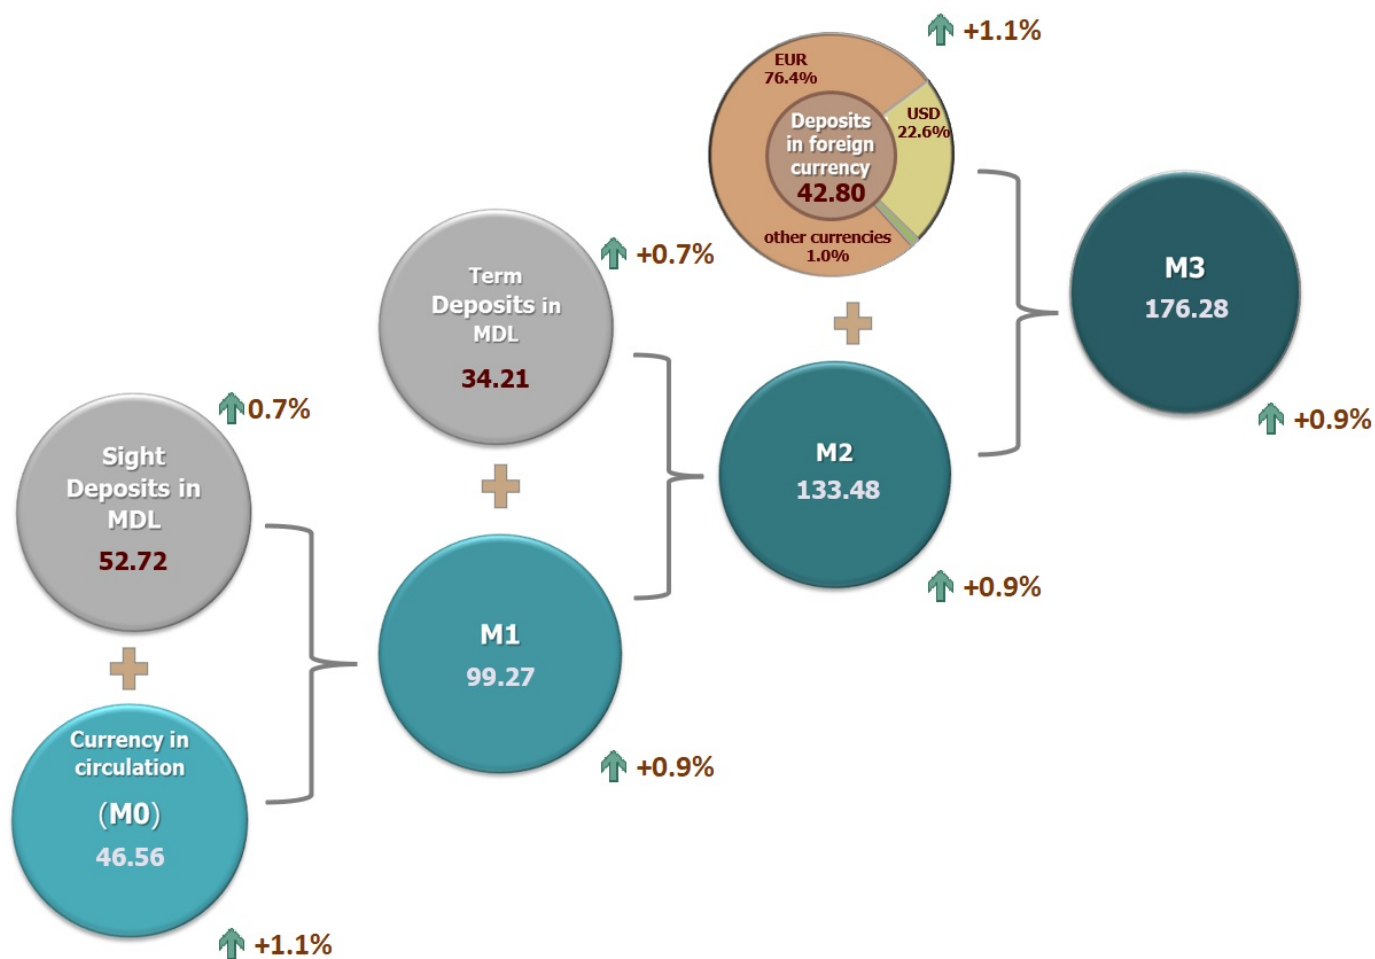 Sight
Deposits in
MDL
52.72
0.7%
Currency in
circulation
(M0)
46.56
+1.1%
Term
Deposits in
MDL
34.21
+0.7%
M1
99.27
+0.9%
EUR
76.4%
USD
22.6%
other currencies
1.0%
Deposits
in foreign
currency
42.80
+1.1%
M2
133.48
+0.9%
M3
176.28
+0.9%